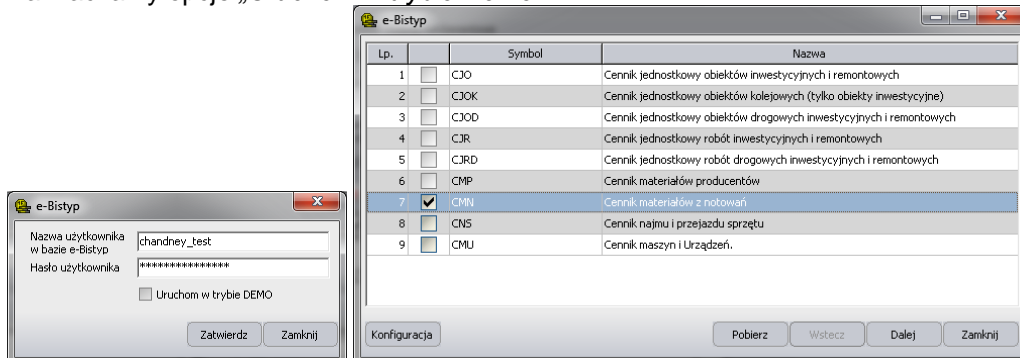 e-Bistyp
Nazwa użytkownika
w bazie e-Bistyp
chandney_test
Hasło użytkownika
***************
Uruchom w trybie DEMO
Zatwierdz Zamknij
e-Bistyp
Lp. Symbol Nazwa
1 CJO Cennik jednostkowy obiektów inwestycyjnych i remontowych
2 CJOK Cennik jednostkowy obiektów kolejowych (tylko obiekty inwestycyjne)
3 CJOD Cennik jednostkowy obiektów drogowych inwestycyjnych i remontowych
4 CJR Cennik jednostkowy robót inwestycyjnych i remontowych
5 CJRD Cennik jednostkowy robót drogowych inwestycyjnych i remontowych
6 CMP Cennik materiałów producentów
7 CMN Cennik materiałów z notowań
8 CNS Cennik najmu i przejazdu sprzętu
9 CMU Cennik maszyn i Urządzeń.
Konfiguracja Pobierz Wstecz Dalej Zamknij